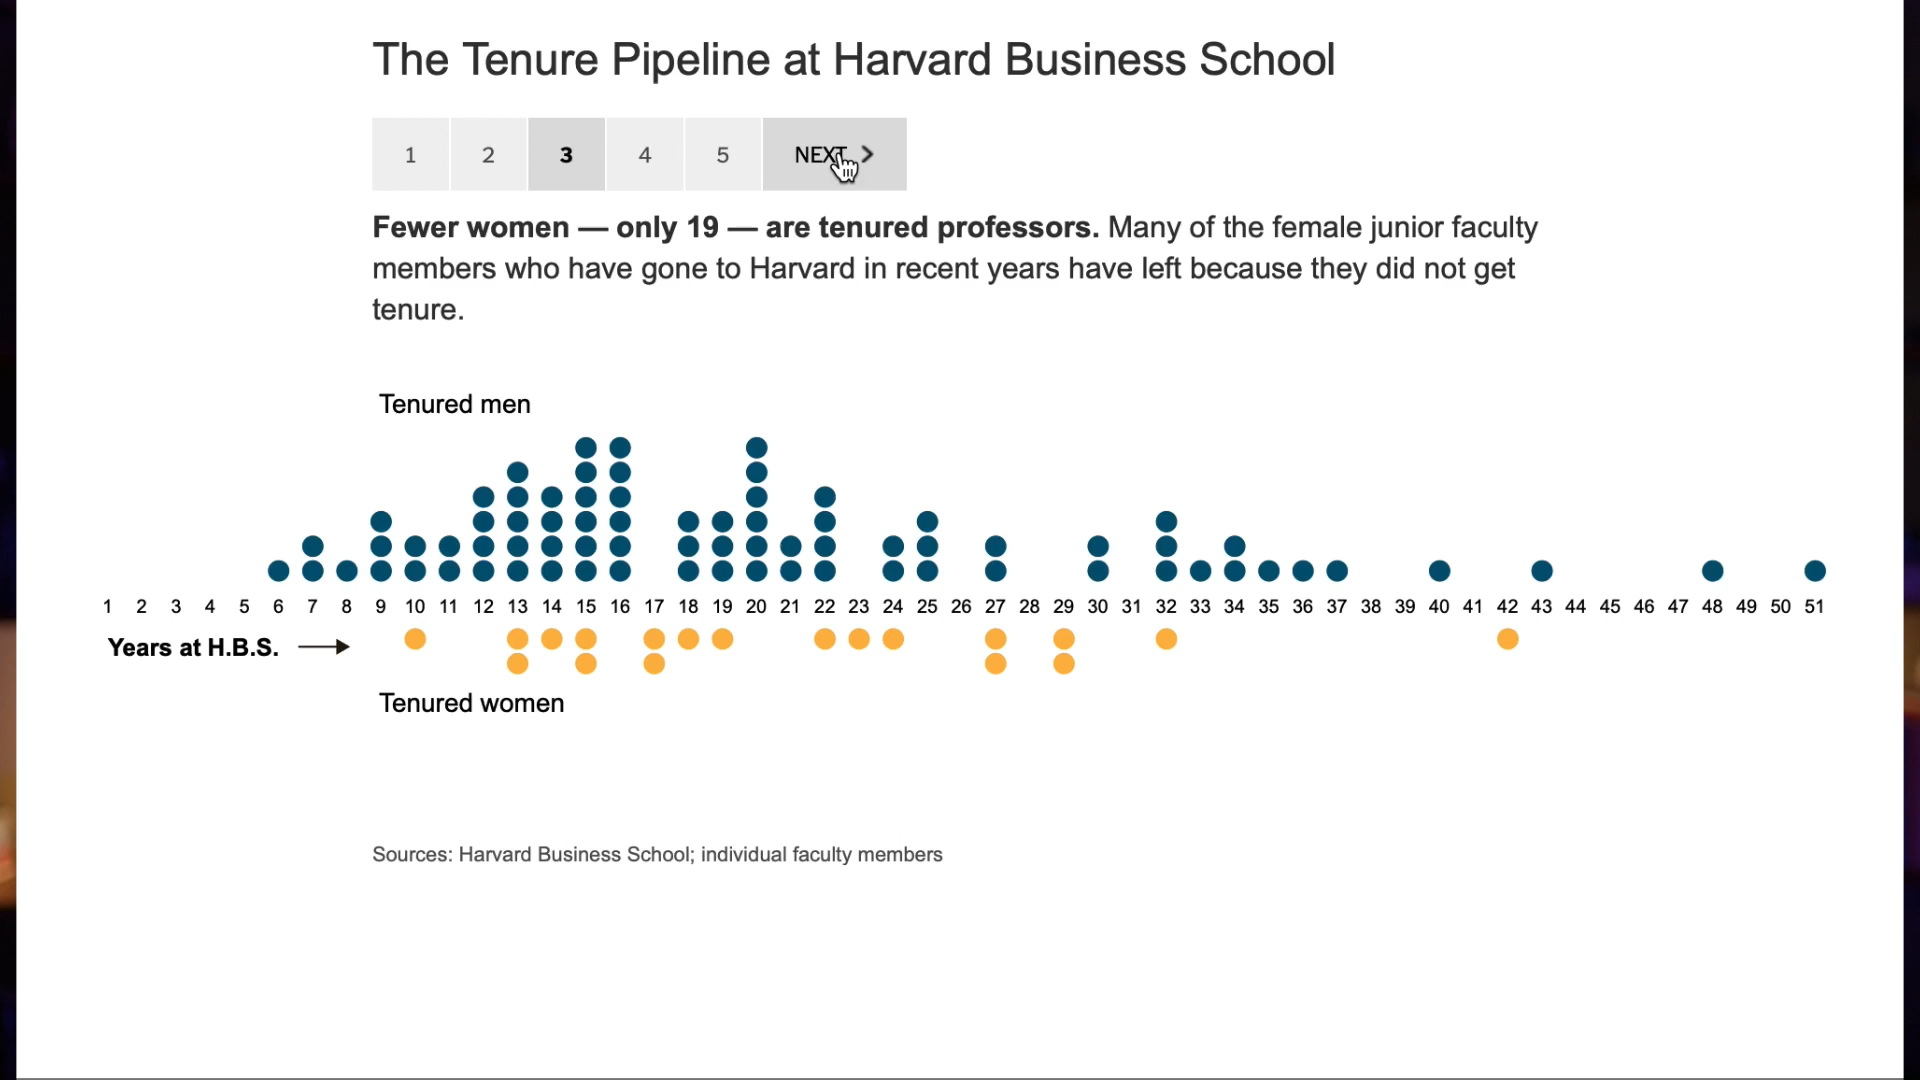 The Tenure Pipeline at Harvard Business School
1 2 3 4 5 NEXT >
Fewer women — only 19 — are tenured professors. Many of the female junior faculty
members who have gone to Harvard in recent years have left because they did not get
tenure.
Tenured men
1 2 3 4 5 6 7 8 9 10 11 12 13 14 15 16 17 18 19 20 21 22 23 24 25 26 27 28 29 30 31 32 33 34 35 36 37 38 39 40 41 42 43 44 45 46 47 48 49 50 51
Years at H.B.S.
Tenured women
Sources: Harvard Business School; individual faculty members